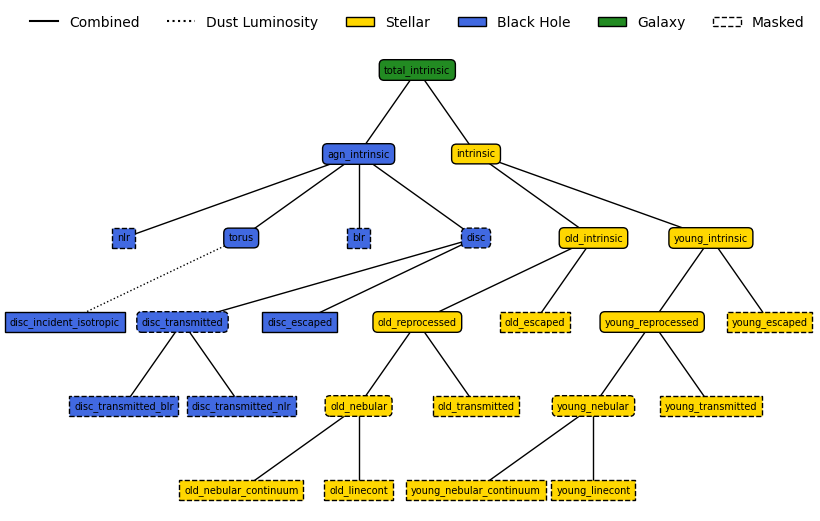 Combined Dust Luminosity Stellar Black Hole Galaxy Masked
total_intrinsic
agn_intrinsic intrinsic
nlr torus blr disc old_intrinsic young_intrinsic
disc_incident_isotropic disc_transmitted disc_escaped old_reprocessed old_escaped young_reprocessed young_escaped
disc_transmitted_blr disc_transmitted_nlr old_nebular old_transmitted young_nebular young_transmitted
old_nebular_continuum old_linecont young_nebular_continuum young_linecont